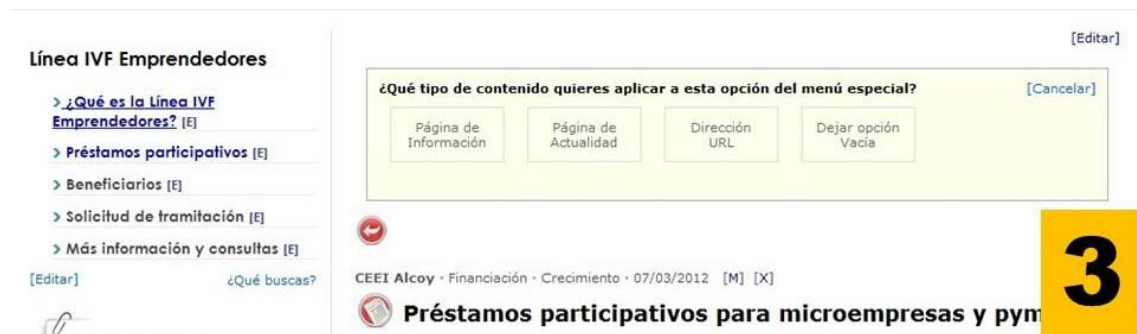 Línea IVF Emprendedores
> ¿Qué es la Línea IVF
Emprendedores? [E]
> Préstamos participativos [E]
> Beneficiarios [E]
> Solicitud de tramitación [E]
> Más información y consultas [E]
[Editar] ¿Qué buscas?
[Editar]
¿Qué tipo de contenido quieres aplicar a esta opción del menú especial? [Cancelar]
Página de
Información
Página de
Actualidad
Dirección
URL
Dejar opción
Vacía
CEEI Alcoy · Financiación · Crecimiento · 07/03/2012 [M] [X]
Préstamos participativos para microempresas y pym
3